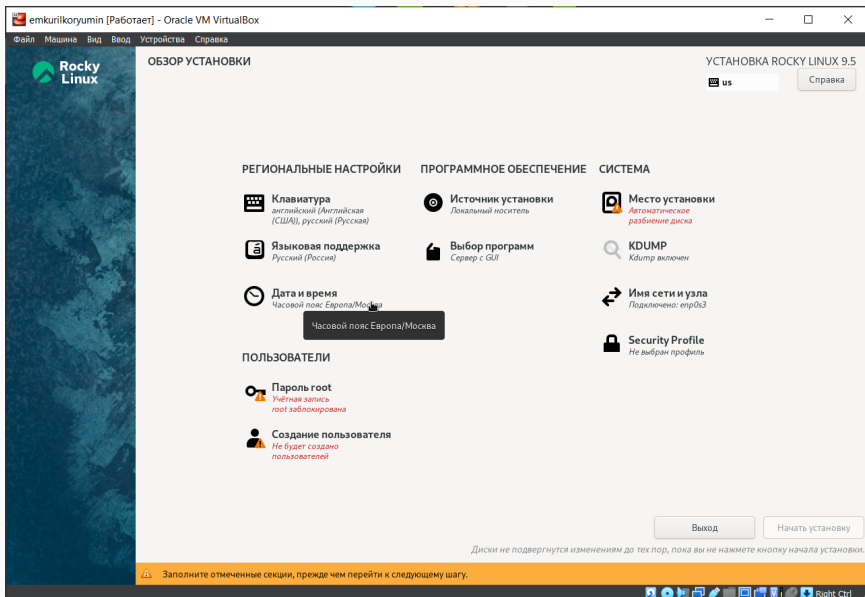 emkurilkoryumin [Работает] - Oracle VM VirtualBox
Файл Машина Вид Ввод Устройства Справка
Rocky
Linux
ОБЗОР УСТАНОВКИ
УСТАНОВКА ROCKY LINUX 9.5
us
Справка
РЕГИОНАЛЬНЫЕ НАСТРОЙКИ
Клавиатура
английский (Английская
(США)), русский (Русская)
Языковая поддержка
Русский (Россия)
Дата и время
Часовой пояс Европа/Москва
Часовой пояс Европа/Москва
ПРОГРАММНОЕ ОБЕСПЕЧЕНИЕ
Источник установки
Локальный носитель
Выбор программ
Сервер с GUI
СИСТЕМА
Место установки
Автоматическое
разбиение диска
KDUMP
Kdump включен
Имя сети и узла
Подключено: enp0s3
Security Profile
Не выбран профиль
ПОЛЬЗОВАТЕЛИ
Пароль root
Учётная запись
root заблокирована
Создание пользователя
Не будет создано
пользователей
Выход
Начать установку
Диски не подвергнутся изменениям до тех пор, пока вы не нажмете кнопку начала установки.
Заполните отмеченные секции, прежде чем перейти к следующему шагу.
Right Ctrl